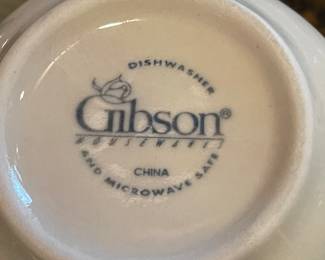 DISHWASHER
Gibson®
HOUSEWARES
CHINA
AND MICROWAVE SAFE